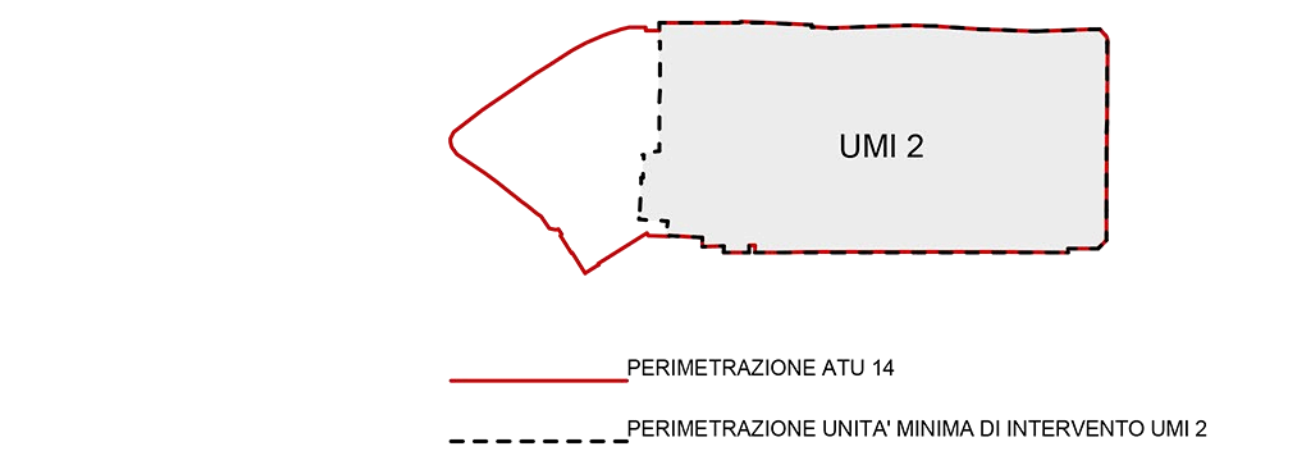 UMI 2
PERIMETRAZIONE ATU 14
PERIMETRAZIONE UNITA' MINIMA DI INTERVENTO UMI 2